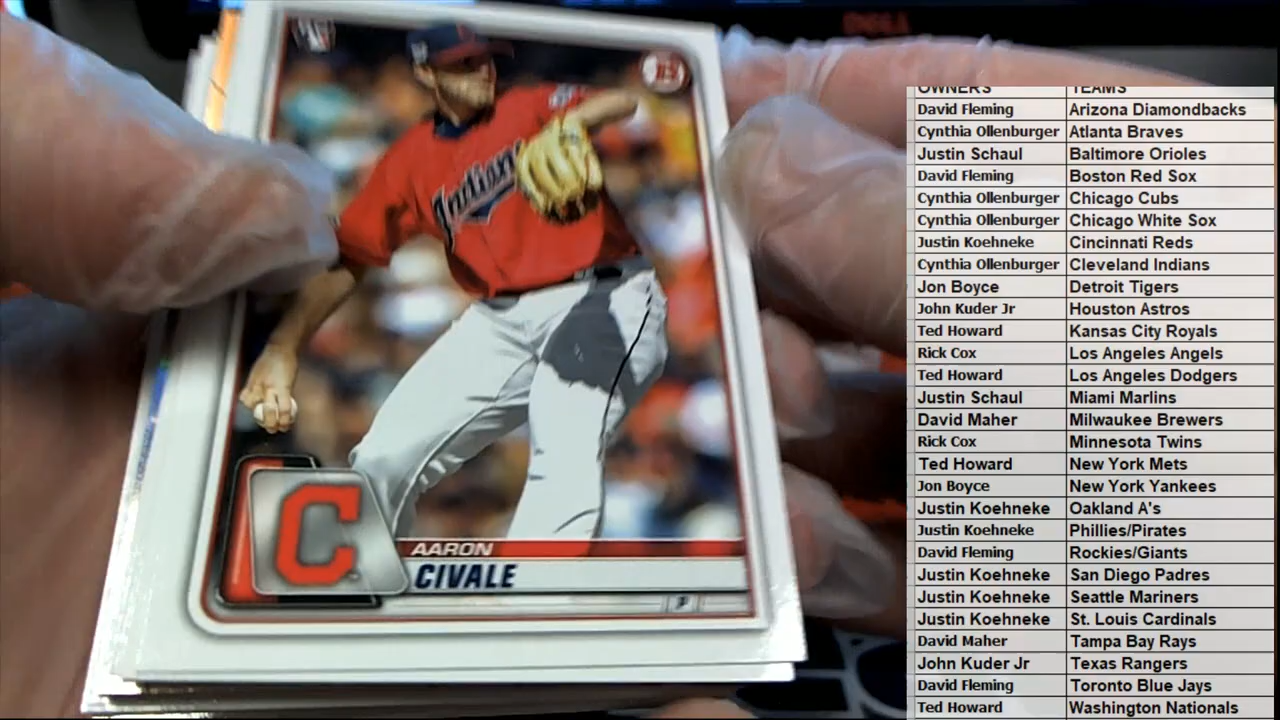 DELL
Indians
C
AARON
CIVALE
P
OWNERS TEAMS
David Fleming Arizona Diamondbacks
Cynthia Ollenburger Atlanta Braves
Justin Schaul Baltimore Orioles
David Fleming Boston Red Sox
Cynthia Ollenburger Chicago Cubs
Cynthia Ollenburger Chicago White Sox
Justin Koehneke Cincinnati Reds
Cynthia Ollenburger Cleveland Indians
Jon Boyce Detroit Tigers
John Kuder Jr Houston Astros
Ted Howard Kansas City Royals
Rick Cox Los Angeles Angels
Ted Howard Los Angeles Dodgers
Justin Schaul Miami Marlins
David Maher Milwaukee Brewers
Rick Cox Minnesota Twins
Ted Howard New York Mets
Jon Boyce New York Yankees
Justin Koehneke Oakland A's
Justin Koehneke Phillies/Pirates
David Fleming Rockies/Giants
Justin Koehneke San Diego Padres
Justin Koehneke Seattle Mariners
Justin Koehneke St. Louis Cardinals
David Maher Tampa Bay Rays
John Kuder Jr Texas Rangers
David Fleming Toronto Blue Jays
Ted Howard Washington Nationals